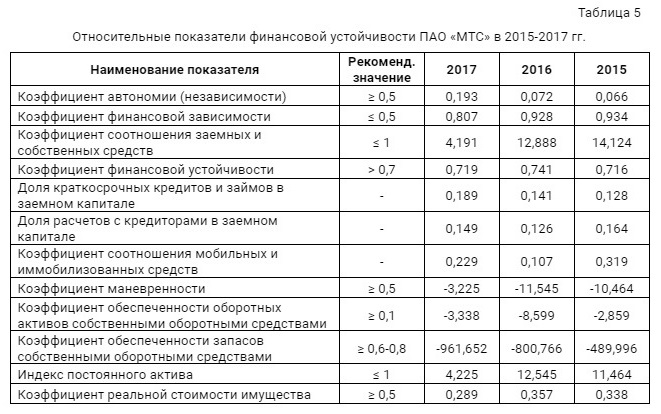 Таблица 5
Относительные показатели финансовой устойчивости ПАО «МТС» в 2015-2017 гг.
Наименование показателя Рекоменд. значение 2017 2016 2015
Коэффициент автономии (независимости) ≥ 0,5 0,193 0,072 0,066
Коэффициент финансовой зависимости ≤ 0,5 0,807 0,928 0,934
Коэффициент соотношения заемных и
собственных средств ≤ 1 4,191 12,888 14,124
Коэффициент финансовой устойчивости > 0,7 0,719 0,741 0,716
Доля краткосрочных кредитов и займов в
заемном капитале - 0,189 0,141 0,128
Доля расчетов с кредиторами в заемном
капитале - 0,149 0,126 0,164
Коэффициент соотношения мобильных и
иммобилизованных средств - 0,229 0,107 0,319
Коэффициент маневренности ≥ 0,5 -3,225 -11,545 -10,464
Коэффициент обеспеченности оборотных
активов собственными оборотными средствами ≥ 0,1 -3,338 -8,599 -2,859
Коэффициент обеспеченности запасов
собственными оборотными средствами ≥ 0,6-0,8 -961,652 -800,766 -489,996
Индекс постоянного актива ≤ 1 4,225 12,545 11,464
Коэффициент реальной стоимости имущества ≥ 0,5 0,289 0,357 0,338